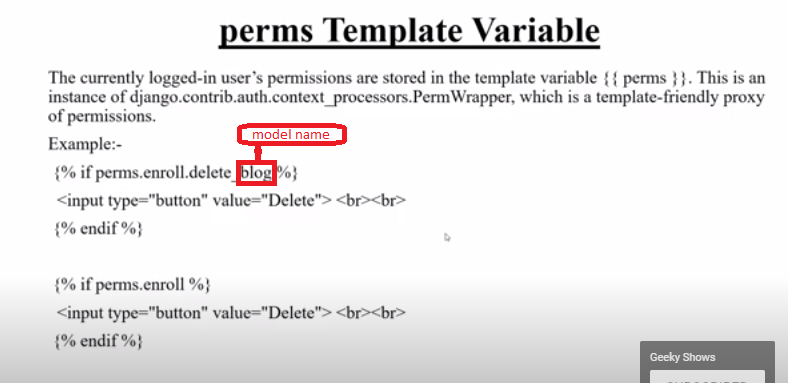 perms Template Variable
The currently logged-in user’s permissions are stored in the template variable {{ perms }}. This is an
instance of django.contrib.auth.context_processors.PermWrapper, which is a template-friendly proxy
of permissions.
model name
Example:-
{% if perms.enroll.delete_blog %}
<input type="button" value="Delete"> <br><br>
{% endif %}
{% if perms.enroll %}
<input type="button" value="Delete"> <br><br>
{% endif %}
Geeky Shows